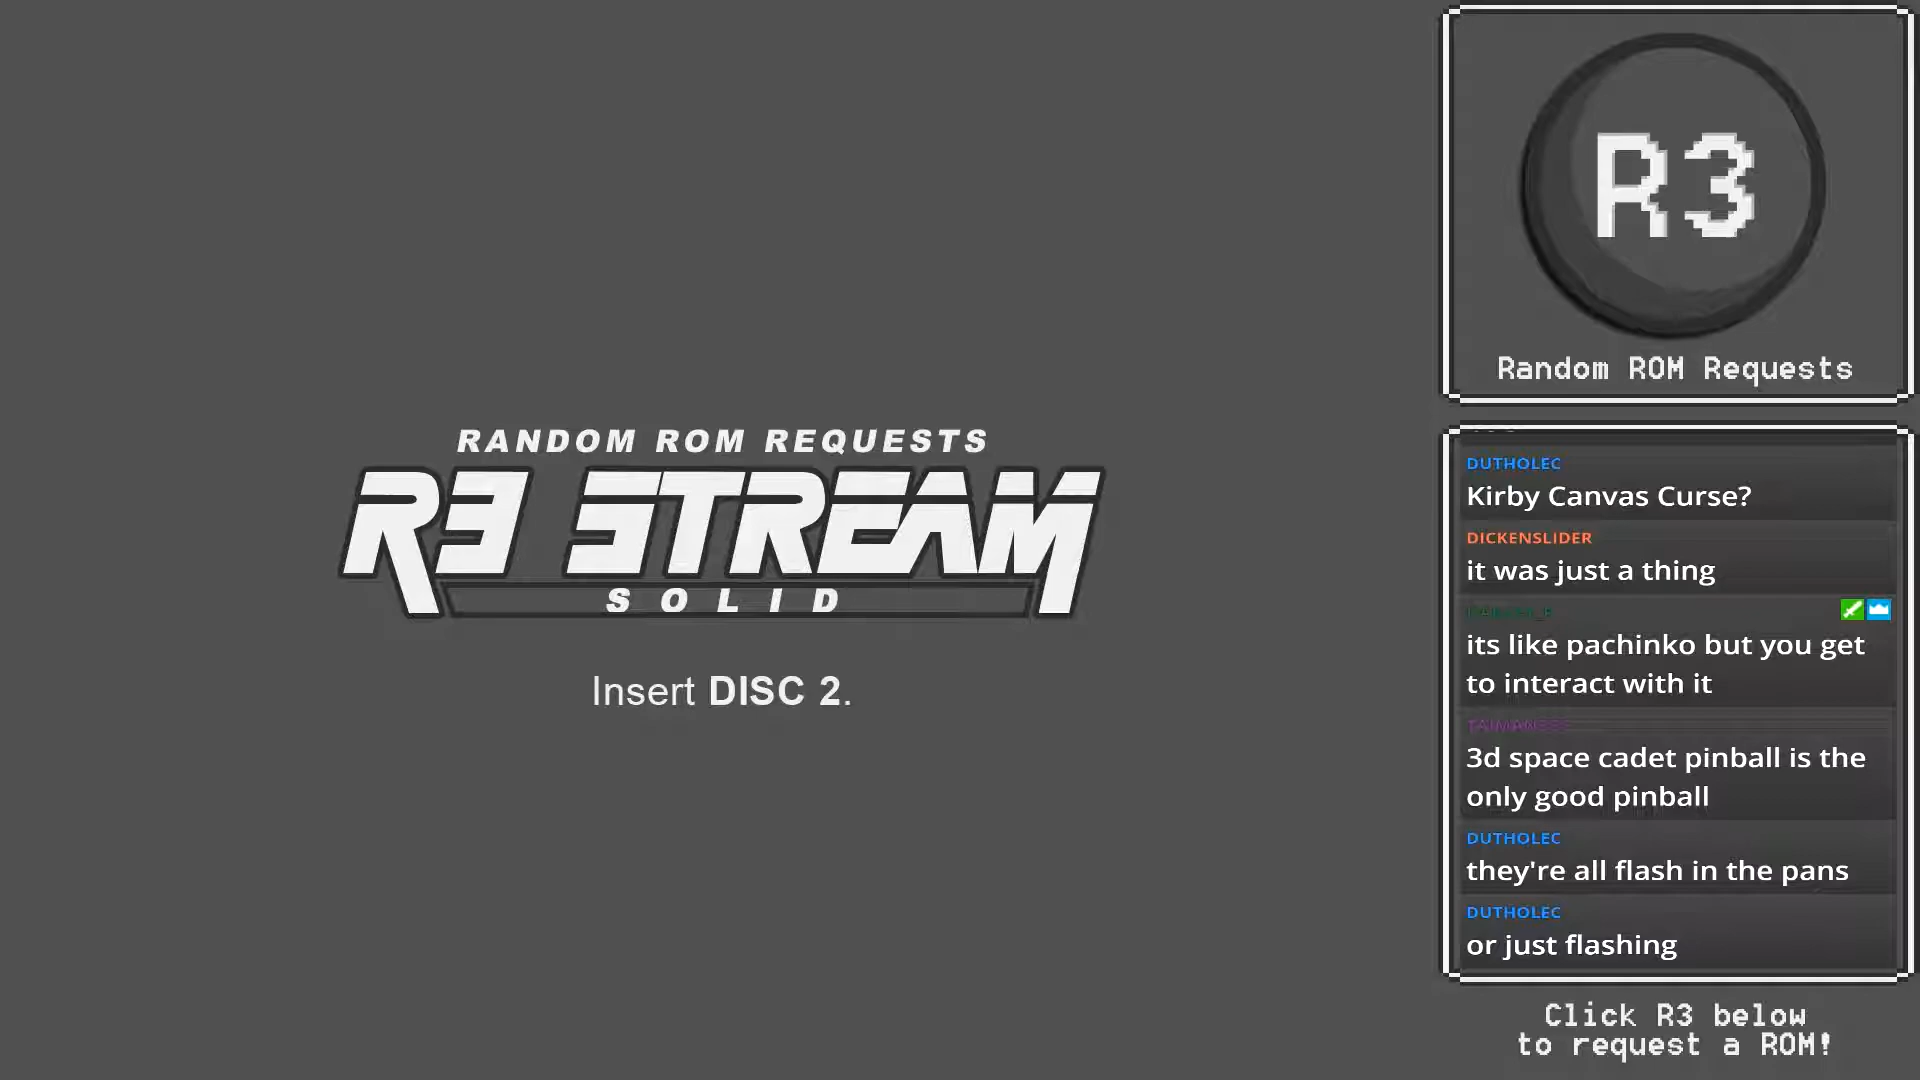 RANDOM ROM REQUESTS
R3 STREAM
SOLID
Insert DISC 2.
R3
Random ROM Requests
DUTHOLEC
Kirby Canvas Curse?
DICKENSLIDER
it was just a thing
its like pachinko but you get
to interact with it
3d space cadet pinball is the
only good pinball
DUTHOLEC
they're all flash in the pans
DUTHOLEC
or just flashing
Click R3 below
to request a ROM!